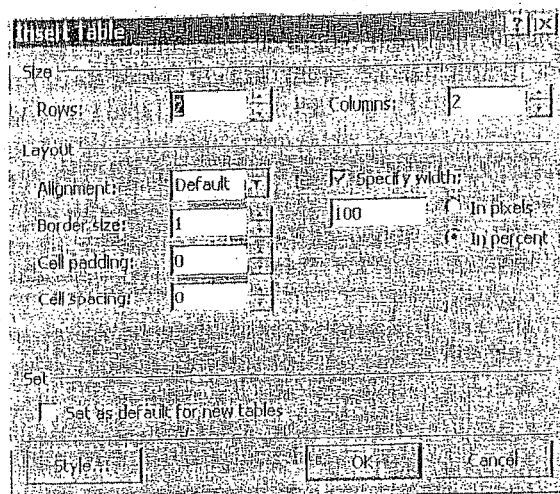 Insert Table ? X
Size
Rows: 2 Columns: 2
Layout
Alignment: Default Specify width:
Border size: 1 100 In pixels
Cell padding: 0 In percent
Cell spacing: 0
Set
Set as default for new tables
Style... OK Cancel